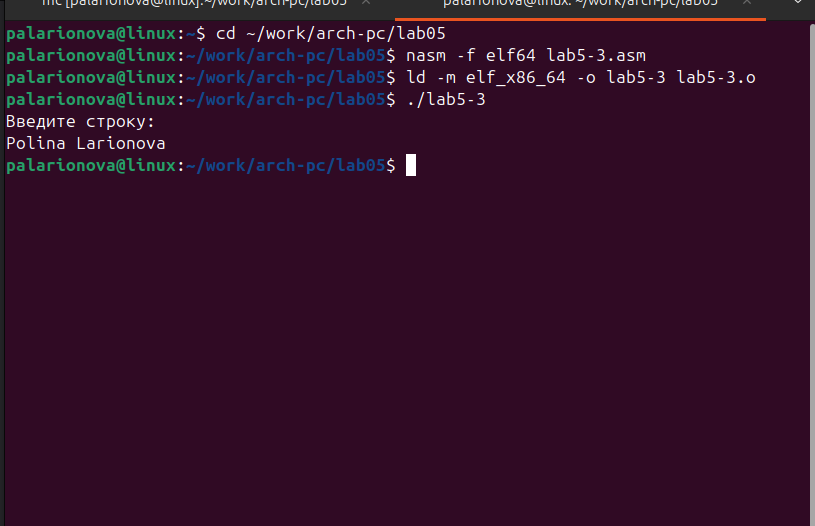 mc [palarionova@linux]:~/work/arch-pc/lab05 × palarionova@linux: ~/work/arch-pc/lab05 ×
palarionova@linux:~$ cd ~/work/arch-pc/lab05
palarionova@linux:~/work/arch-pc/lab05$ nasm -f elf64 lab5-3.asm
palarionova@linux:~/work/arch-pc/lab05$ ld -m elf_x86_64 -o lab5-3 lab5-3.o
palarionova@linux:~/work/arch-pc/lab05$ ./lab5-3
Введите строку:
Polina Larionova
palarionova@linux:~/work/arch-pc/lab05$